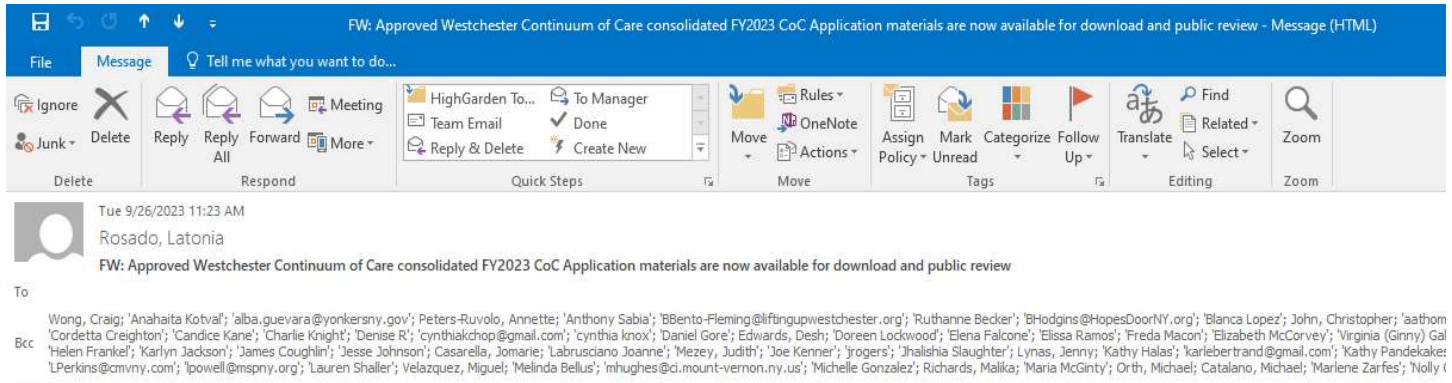 FW: Approved Westchester Continuum of Care consolidated FY2023 CoC Application materials are now available for download and public review - Message (HTML)
File Message Tell me what you want to do...
Ignore
Junk
Delete
Reply
Reply All
Forward
Meeting
More
HighGarden To...
Team Email
Reply & Delete
To Manager
Done
Create New
Move
Rules
OneNote
Actions
Assign Policy
Mark Unread
Categorize
Follow Up
Translate
Find
Related
Select
Zoom
Delete Respond Quick Steps Move Tags Editing Zoom
Tue 9/26/2023 11:23 AM
Rosado, Latonia
FW: Approved Westchester Continuum of Care consolidated FY2023 CoC Application materials are now available for download and public review
To
Bcc
Wong, Craig; 'Anahaita Kotval'; 'alba.guevara@yonkersny.gov'; Peters-Ruvolo, Annette; 'Anthony Sabia'; 'BBento-Fleming@liftingupwestchester.org'; 'Ruthanne Becker'; 'BHodgins@HopesDoorNY.org'; 'Blanca Lopez'; John, Christopher; 'aathom
'Cordetta Creighton'; 'Candice Kane'; 'Charlie Knight'; 'Denise R'; 'cynthiakchop@gmail.com'; 'cynthia knox'; 'Daniel Gore'; Edwards, Desh; 'Doreen Lockwood'; 'Elena Falcone'; 'Elissa Ramos'; 'Freda Macon'; 'Elizabeth McCorvey'; 'Virginia (Ginny) Gal
'Helen Frankel'; 'Karlyn Jackson'; 'James Coughlin'; 'Jesse Johnson'; Casarella, Jomarie; 'Labrusciano Joanne'; 'Mezey, Judith'; 'Joe Kenner'; 'jrogers'; 'Jhalishia Slaughter'; Lynas, Jenny; 'Kathy Halas'; 'karlebertrand@gmail.com'; 'Kathy Pandekakes
'LPerkins@cmvny.com'; 'lpowell@mspny.org'; 'Lauren Shaller'; Velazquez, Miguel; 'Melinda Bellus'; 'mhughes@ci.mount-vernon.ny.us'; 'Michelle Gonzalez'; Richards, Malika; 'Maria McGinty'; Orth, Michael; Catalano, Michael; 'Marlene Zarfes'; 'Nolly